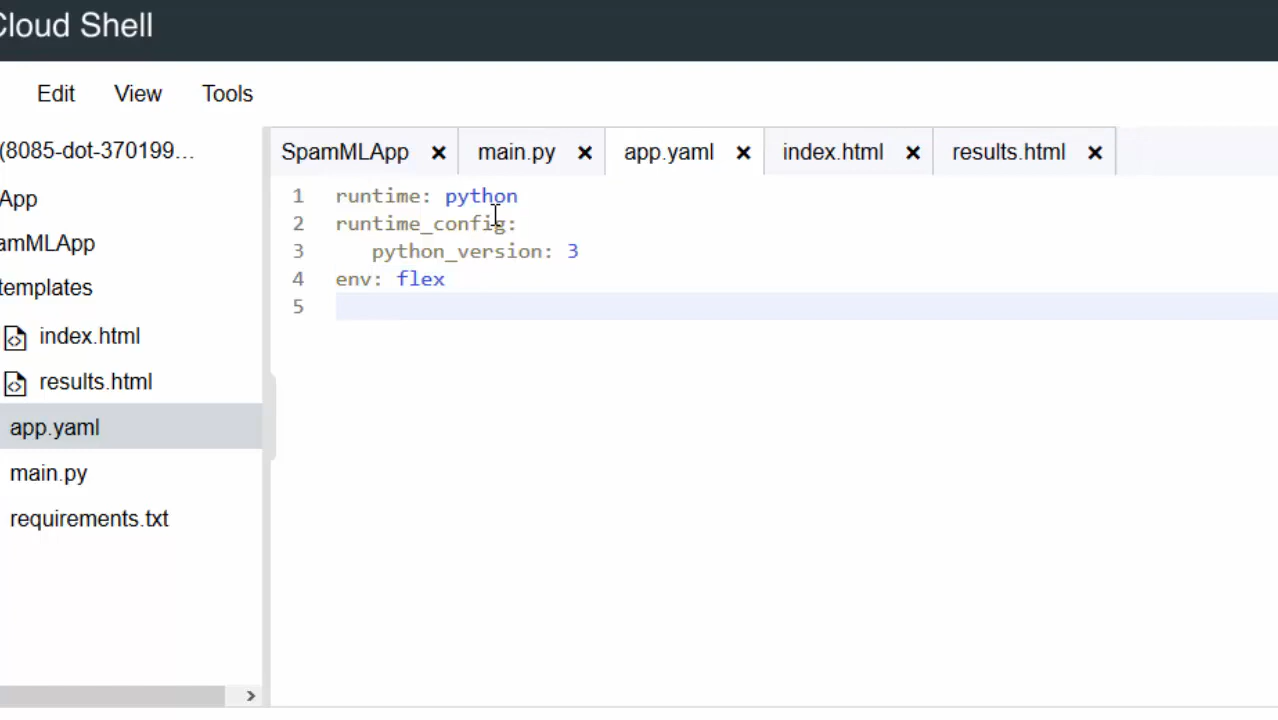 Cloud Shell
Edit View Tools
(8085-dot-370199...
App
amMLApp
templates
index.html
results.html
app.yaml
main.py
requirements.txt
SpamMLApp × main.py × app.yaml × index.html × results.html ×
1 runtime: python
2 runtime_config:
3 python_version: 3
4 env: flex
5